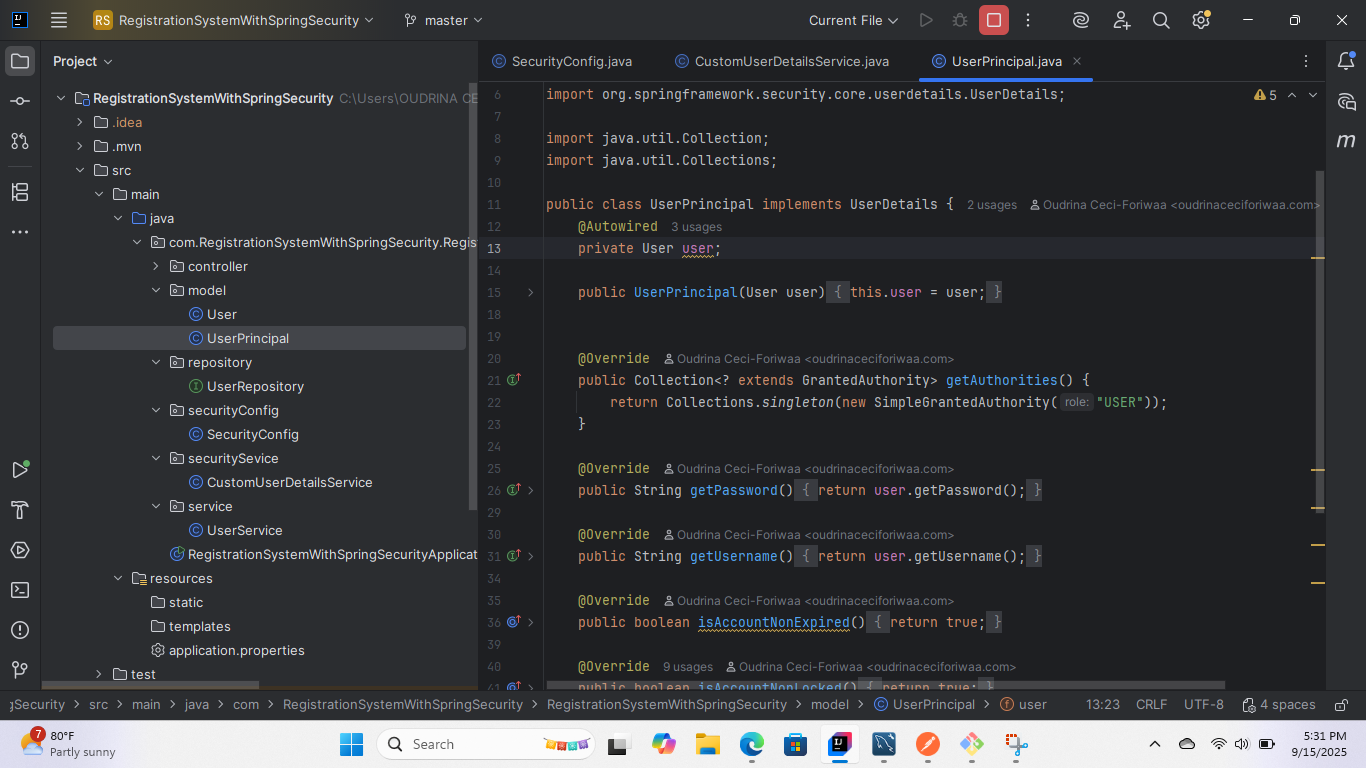 RS RegistrationSystemWithSpringSecurity master Current File
Project
SecurityConfig.java CustomUserDetailsService.java UserPrincipal.java
RegistrationSystemWithSpringSecurity C:\Users\OUDRINA CE
.idea
.mvn
src
main
java
com.RegistrationSystemWithSpringSecurity.Regis
controller
model
User
UserPrincipal
repository
UserRepository
securityConfig
SecurityConfig
securitySevice
CustomUserDetailsService
service
UserService
RegistrationSystemWithSpringSecurityApplicat
resources
static
templates
application.properties
test
6 import org.springframework.security.core.userdetails.UserDetails; 5
7
8 import java.util.Collection;
9 import java.util.Collections;
10
11 public class UserPrincipal implements UserDetails { 2 usages Oudrina Ceci-Foriwaa <oudrinaceciforiwaa.com>
12 @Autowired 3 usages
13 private User user;
14
15 public UserPrincipal(User user) { this.user = user; }
18
19
20 @Override Oudrina Ceci-Foriwaa <oudrinaceciforiwaa.com>
21 public Collection<? extends GrantedAuthority> getAuthorities() {
22 return Collections.singleton(new SimpleGrantedAuthority( role: "USER"));
23 }
24
25 @Override Oudrina Ceci-Foriwaa <oudrinaceciforiwaa.com>
26 public String getPassword() { return user.getPassword(); }
29
30 @Override Oudrina Ceci-Foriwaa <oudrinaceciforiwaa.com>
31 public String getUsername() { return user.getUsername(); }
34
35 @Override Oudrina Ceci-Foriwaa <oudrinaceciforiwaa.com>
36 public boolean isAccountNonExpired() { return true; }
39
40 @Override 9 usages Oudrina Ceci-Foriwaa <oudrinaceciforiwaa.com>
41 public boolean isAccountNonLocked() { return true; }
m
gSecurity > src > main > java > com > RegistrationSystemWithSpringSecurity > RegistrationSystemWithSpringSecurity > model > UserPrincipal > user 13:23 CRLF UTF-8 4 spaces
7 80°F
Partly sunny
Search
5:31 PM
9/15/2025